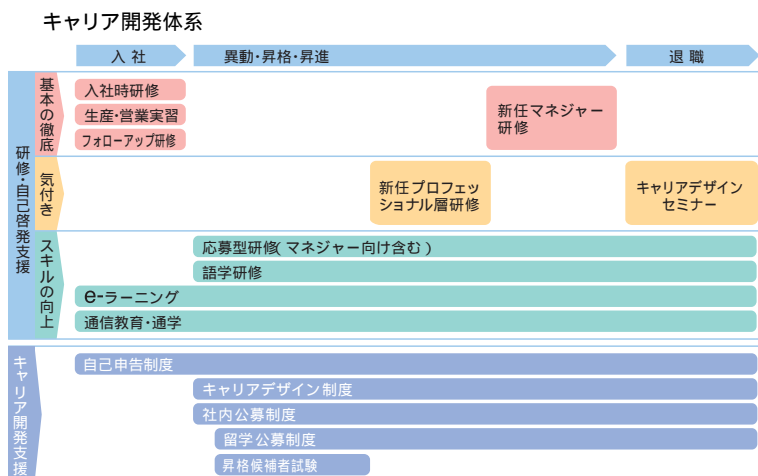 キャリア開発体系
入社
異動・昇格・昇進
退職
研修・自己啓発支援
基本の徹底
入社時研修
生産・営業実習
フォローアップ研修
新任マネジャー
研修
気付き
新任プロフェッ
ショナル層研修
キャリアデザイン
セミナー
スキルの向上
応募型研修(マネジャー向け含む)
語学研修
e-ラーニング
通信教育・通学
キャリア開発支援
自己申告制度
キャリアデザイン制度
社内公募制度
留学公募制度
昇格候補者試験